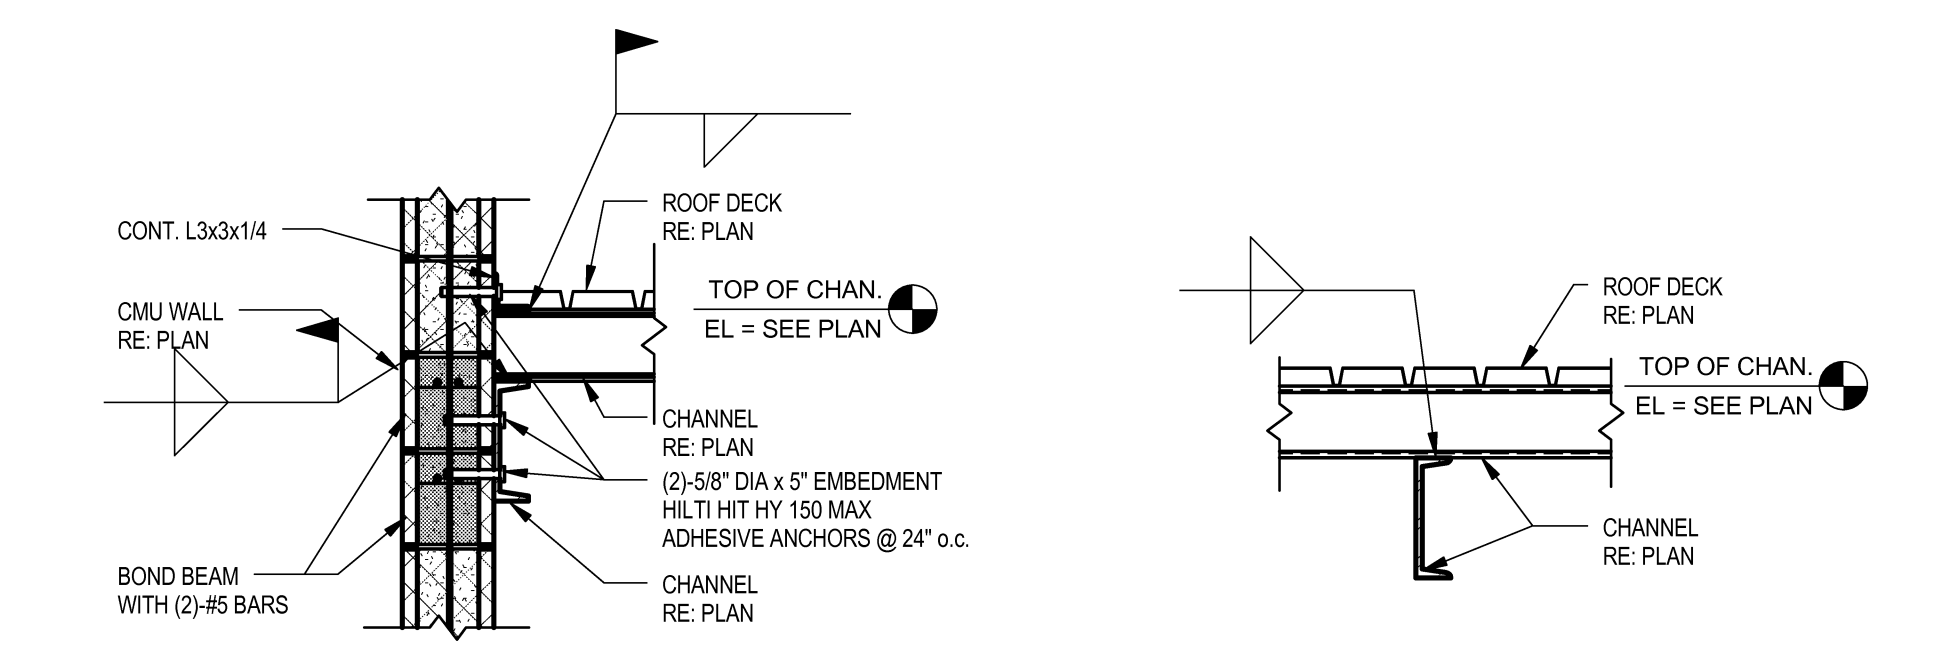 CONT. L3x3x1/4
CMU WALL
RE: PLAN
BOND BEAM
WITH (2)-#5 BARS
ROOF DECK
RE: PLAN
TOP OF CHAN.
EL = SEE PLAN
CHANNEL
RE: PLAN
(2)-5/8" DIA x 5" EMBEDMENT
HILTI HIT HY 150 MAX
ADHESIVE ANCHORS @ 24" o.c.
CHANNEL
RE: PLAN
ROOF DECK
RE: PLAN
TOP OF CHAN.
EL = SEE PLAN
CHANNEL
RE: PLAN